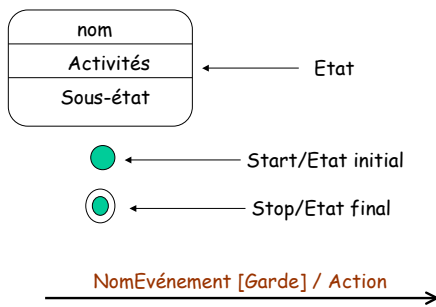 nom
Activités
Etat
Sous-état
Start/Etat initial
Stop/Etat final
NomEvénement [Garde] / Action